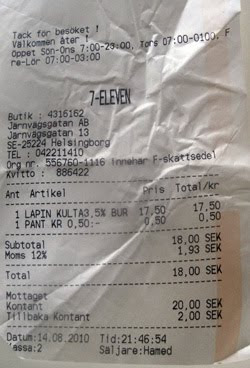 Tack för besöket !
Välkommen åter !
Öppet Sön-Ons 7:00-23:00, Tors 07:00-0100, F
re-Lör 07:00-03:00
7-ELEVEN
Butik : 4316162
Järnvägsgatan AB
Järnvägsgatan 13
SE-25224 Helsingborg
TEL : 042211410
Org nr. 556760-1116 innehar F-skattsedel
Kvitto : 886422
Ant Artikel Pris Total/kr
1 LAPIN KULTA3,5% BUR 17,50 17,50
1 PANT KR 0,50:- 0,50 0,50
Subtotal 18,00 SEK
Moms 12% 1,93 SEK
Total 18,00 SEK
Mottaget
Kontant 20,00 SEK
Tillbaka Kontant 2,00 SEK
Datum:14.08.2010 Tid:21:46:54
Kassa:2 Säljare:Hamed